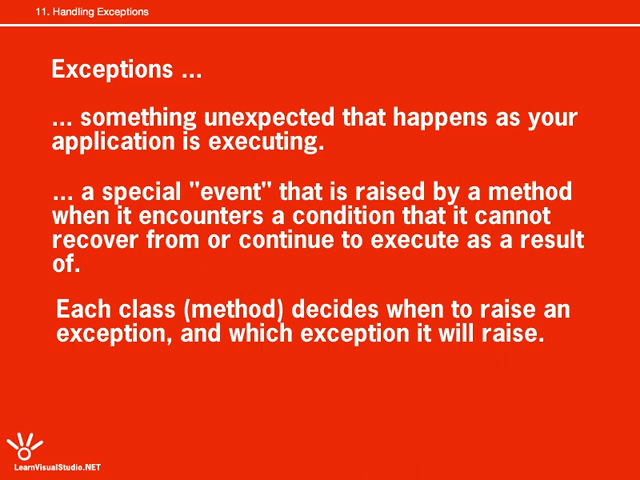 11. Handling Exceptions
Exceptions ...
... something unexpected that happens as your
application is executing.
... a special "event" that is raised by a method
when it encounters a condition that it cannot
recover from or continue to execute as a result
of.
Each class (method) decides when to raise an
exception, and which exception it will raise.
LearnVisualStudio.NET